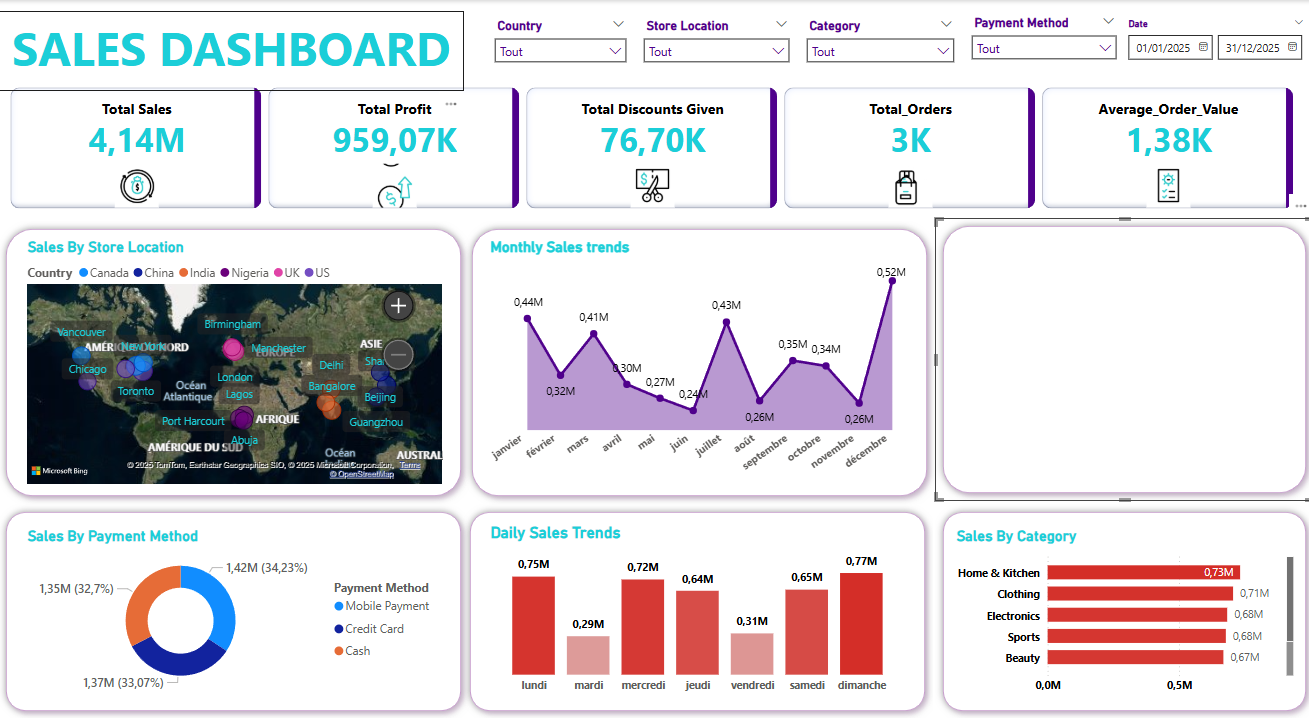 SALES DASHBOARD
Country
Tout
Store Location
Tout
Category
Tout
Payment Method
Tout
Date
01/01/2025
31/12/2025
Total Sales
4,14M
Total Profit
959,07K
Total Discounts Given
76,70K
Total_Orders
3K
Average_Order_Value
1,38K
Sales By Store Location
Country Canada China India Nigeria UK US
Vancouver
Birmingham
AMÉRIQUE DU NORD
New York
Manchester
EUROPE
ASIE
Chicago
Delhi
London
Toronto
Océan
Atlantique
Lagos
Bangalore
Beijing
Port Harcourt
AFRIQUE
Guangzhou
Abuja
AMÉRIQUE DU SUD
Océan
AUSTRAL
Microsoft Bing
© 2025 TomTom, Earthstar Geographics SIO, © 2025 Microsoft Corporation, Terms
© OpenStreetMap
Monthly Sales trends
0,44M
0,32M
0,41M
0,30M
0,27M
0,24M
0,43M
0,26M
0,35M
0,34M
0,26M
0,52M
janvier
février
mars
avril
mai
juin
juillet
août
septembre
octobre
novembre
décembre
Sales By Payment Method
1,42M (34,23%)
1,35M (32,7%)
1,37M (33,07%)
Payment Method
Mobile Payment
Credit Card
Cash
Daily Sales Trends
0,75M
0,29M
0,72M
0,64M
0,31M
0,65M
0,77M
lundi mardi mercredi jeudi vendredi samedi dimanche
Sales By Category
Home & Kitchen 0,73M
Clothing 0,71M
Electronics 0,68M
Sports 0,68M
Beauty 0,67M
0,0M 0,5M